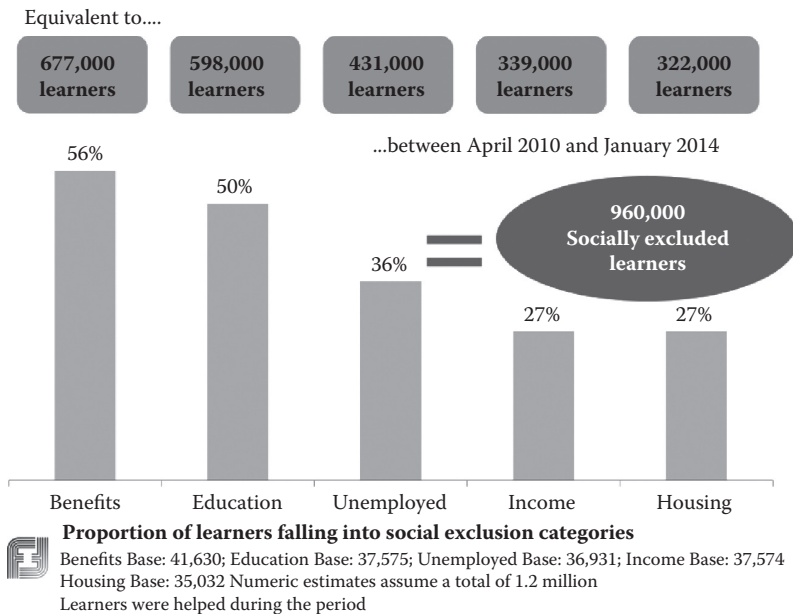 Equivalent to....
677,000
learners
598,000
learners
431,000
learners
339,000
learners
322,000
learners
...between April 2010 and January 2014
56%
50%
36%
27%
27%
960,000
Socially excluded
learners
Benefits
Education
Unemployed
Income
Housing
Proportion of learners falling into social exclusion categories
Benefits Base: 41,630; Education Base: 37,575; Unemployed Base: 36,931; Income Base: 37,574
Housing Base: 35,032 Numeric estimates assume a total of 1.2 million
Learners were helped during the period